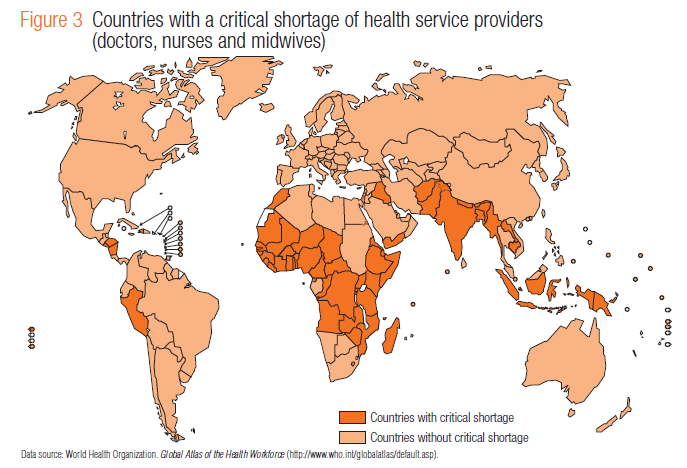 Figure 3 Countries with a critical shortage of health service providers
(doctors, nurses and midwives)
Countries with critical shortage
Countries without critical shortage
Data source: World Health Organization. Global Atlas of the Health Workforce (http://www.who.int/globalatlas/default.asp).